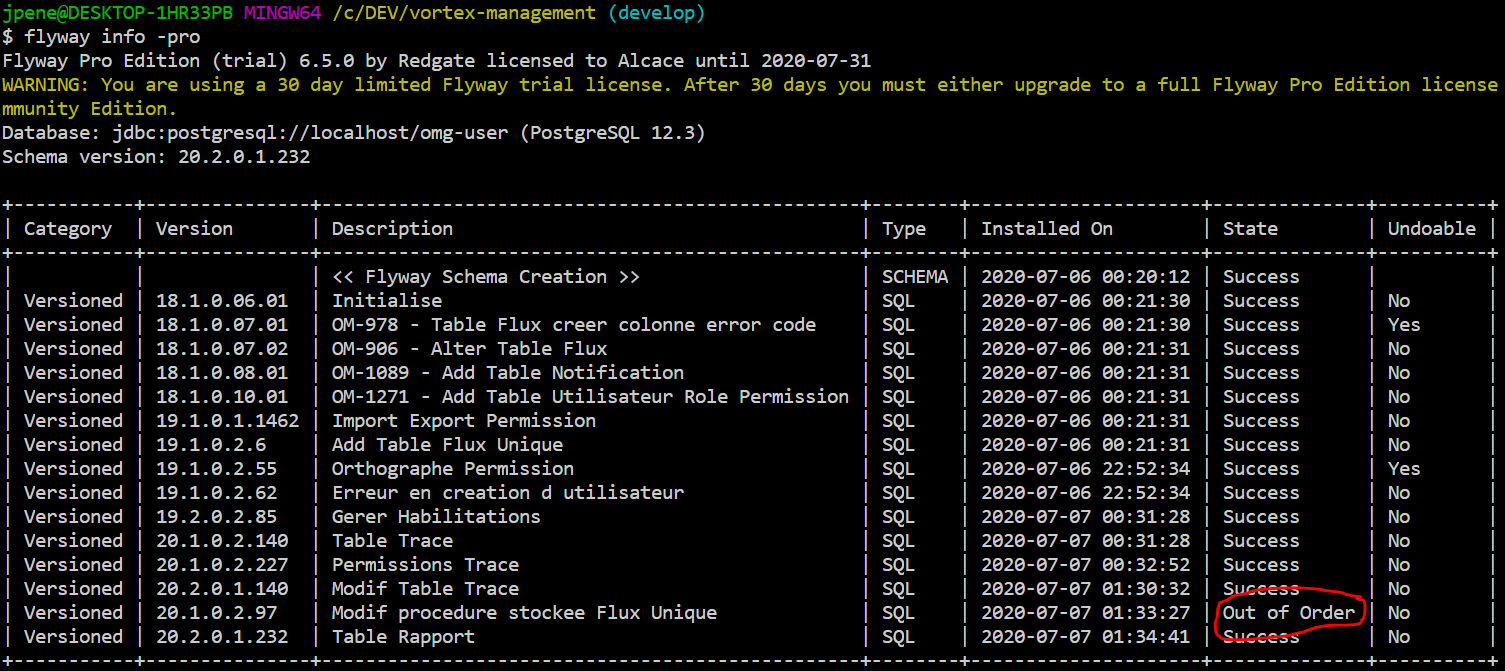 jpene@DESKTOP-1HR33PB MINGW64 /c/DEV/vortex-management (develop)
$ flyway info -pro
Flyway Pro Edition (trial) 6.5.0 by Redgate licensed to Alcace until 2020-07-31
WARNING: You are using a 30 day limited Flyway trial license. After 30 days you must either upgrade to a full Flyway Pro Edition license
mmunity Edition.
Database: jdbc:postgresql://localhost/omg-user (PostgreSQL 12.3)
Schema version: 20.2.0.1.232
+-----------+---------------+-------------------------------------------------+--------+---------------------+--------------+----------+
| Category | Version | Description | Type | Installed On | State | Undoable |
+-----------+---------------+-------------------------------------------------+--------+---------------------+--------------+----------+
| | | << Flyway Schema Creation >> | SCHEMA | 2020-07-06 00:20:12 | Success | |
| Versioned | 18.1.0.06.01 | Initialise | SQL | 2020-07-06 00:21:30 | Success | No |
| Versioned | 18.1.0.07.01 | OM-978 - Table Flux creer colonne error code | SQL | 2020-07-06 00:21:30 | Success | Yes |
| Versioned | 18.1.0.07.02 | OM-906 - Alter Table Flux | SQL | 2020-07-06 00:21:31 | Success | No |
| Versioned | 18.1.0.08.01 | OM-1089 - Add Table Notification | SQL | 2020-07-06 00:21:31 | Success | No |
| Versioned | 18.1.0.10.01 | OM-1271 - Add Table Utilisateur Role Permission | SQL | 2020-07-06 00:21:31 | Success | No |
| Versioned | 19.1.0.1.1462 | Import Export Permission | SQL | 2020-07-06 00:21:31 | Success | No |
| Versioned | 19.1.0.2.6 | Add Table Flux Unique | SQL | 2020-07-06 00:21:31 | Success | No |
| Versioned | 19.1.0.2.55 | Orthographe Permission | SQL | 2020-07-06 22:52:34 | Success | Yes |
| Versioned | 19.1.0.2.62 | Erreur en creation d utilisateur | SQL | 2020-07-06 22:52:34 | Success | No |
| Versioned | 19.2.0.2.85 | Gerer Habilitations | SQL | 2020-07-07 00:31:28 | Success | No |
| Versioned | 20.1.0.2.140 | Table Trace | SQL | 2020-07-07 00:31:28 | Success | No |
| Versioned | 20.1.0.2.227 | Permissions Trace | SQL | 2020-07-07 00:32:52 | Success | No |
| Versioned | 20.2.0.1.140 | Modif Table Trace | SQL | 2020-07-07 01:30:32 | Success | No |
| Versioned | 20.1.0.2.97 | Modif procedure stockee Flux Unique | SQL | 2020-07-07 01:33:27 | Out of Order | No |
| Versioned | 20.2.0.1.232 | Table Rapport | SQL | 2020-07-07 01:34:41 | Success | No |
+-----------+---------------+-------------------------------------------------+--------+---------------------+--------------+----------+